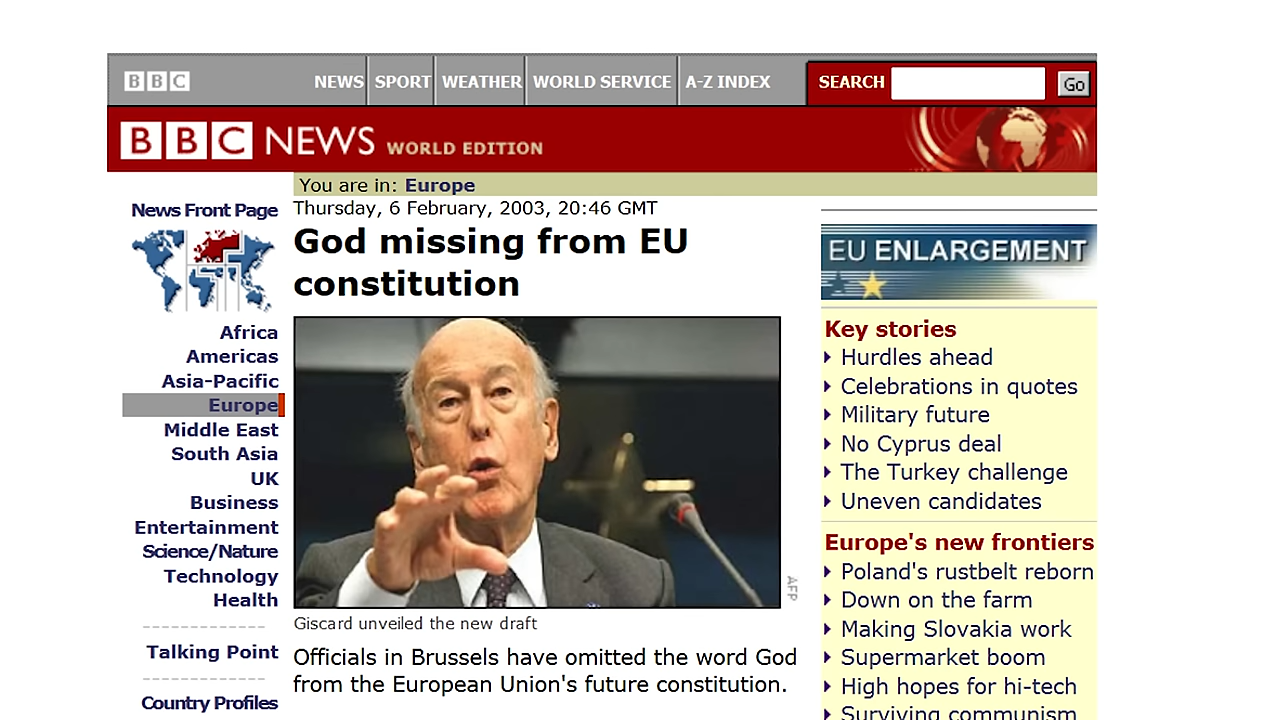 BBC
NEWS SPORT WEATHER WORLD SERVICE A-Z INDEX
SEARCH Go
BBC NEWS WORLD EDITION
You are in: Europe
News Front Page
Africa
Americas
Asia-Pacific
Europe
Middle East
South Asia
UK
Business
Entertainment
Science/Nature
Technology
Health
Talking Point
Country Profiles
Thursday, 6 February, 2003, 20:46 GMT
God missing from EU
constitution
AFP
Giscard unveiled the new draft
Officials in Brussels have omitted the word God
from the European Union's future constitution.
EU ENLARGEMENT
Key stories
Hurdles ahead
Celebrations in quotes
Military future
No Cyprus deal
The Turkey challenge
Uneven candidates
Europe's new frontiers
Poland's rustbelt reborn
Down on the farm
Making Slovakia work
Supermarket boom
High hopes for hi-tech
Surviving communism